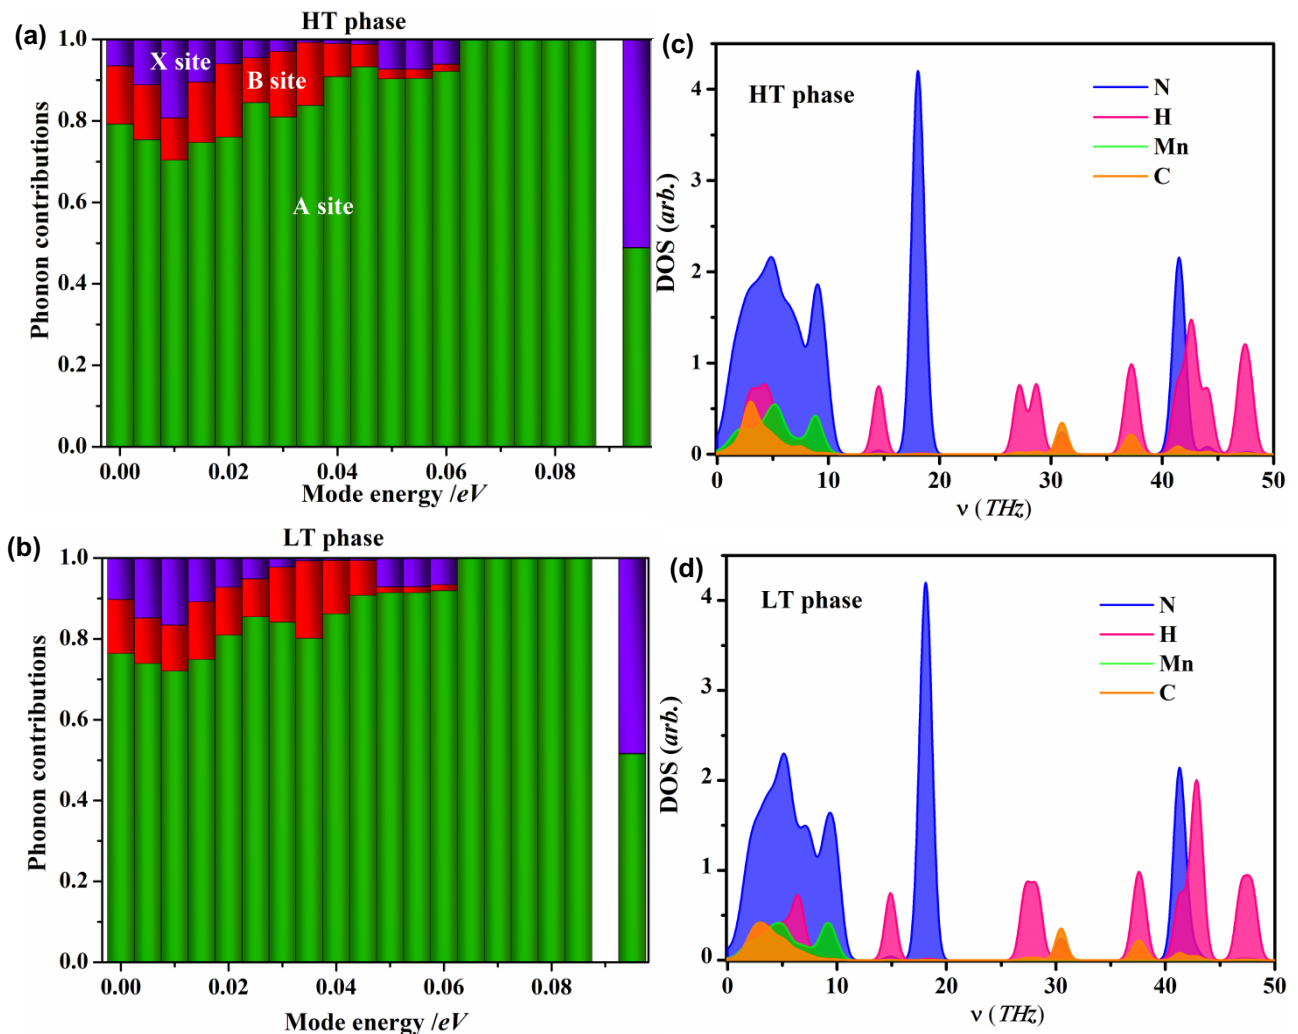 (a)
HT phase
X site
B site
A site
Phonon contributions
1.0
0.8
0.6
0.4
0.2
0.0
0.00 0.02 0.04 0.06 0.08
Mode energy /eV
(c)
HT phase
N
H
Mn
C
DOS (arb.)
4
3
2
1
0
0 10 20 30 40 50
ν (THz)
(b)
LT phase
Phonon contributions
1.0
0.8
0.6
0.4
0.2
0.0
0.00 0.02 0.04 0.06 0.08
Mode energy /eV
(d)
LT phase
N
H
Mn
C
DOS (arb.)
4
3
2
1
0
0 10 20 30 40 50
ν (THz)